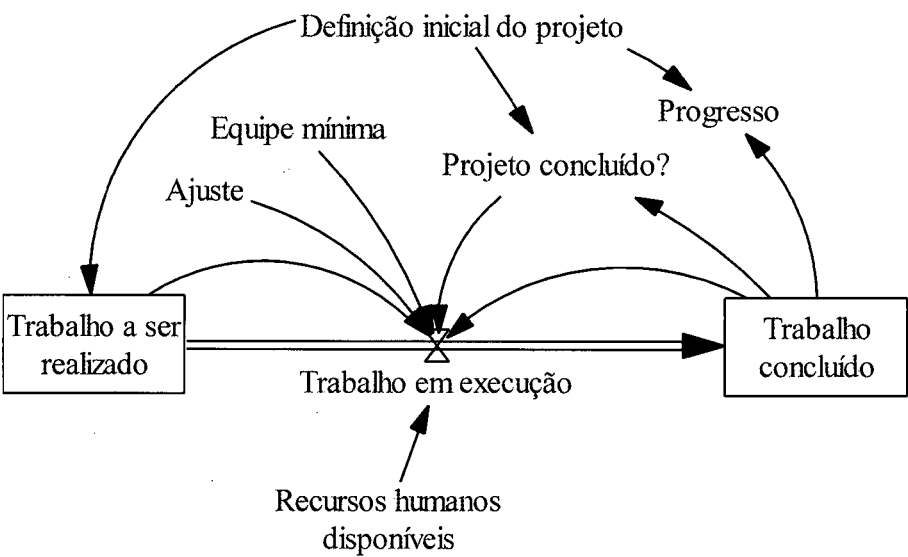 Definição inicial do projeto
Progresso
Equipe mínima
Projeto concluído?
Ajuste
Trabalho a ser
realizado
Trabalho
concluído
Trabalho em execução
Recursos humanos
disponíveis